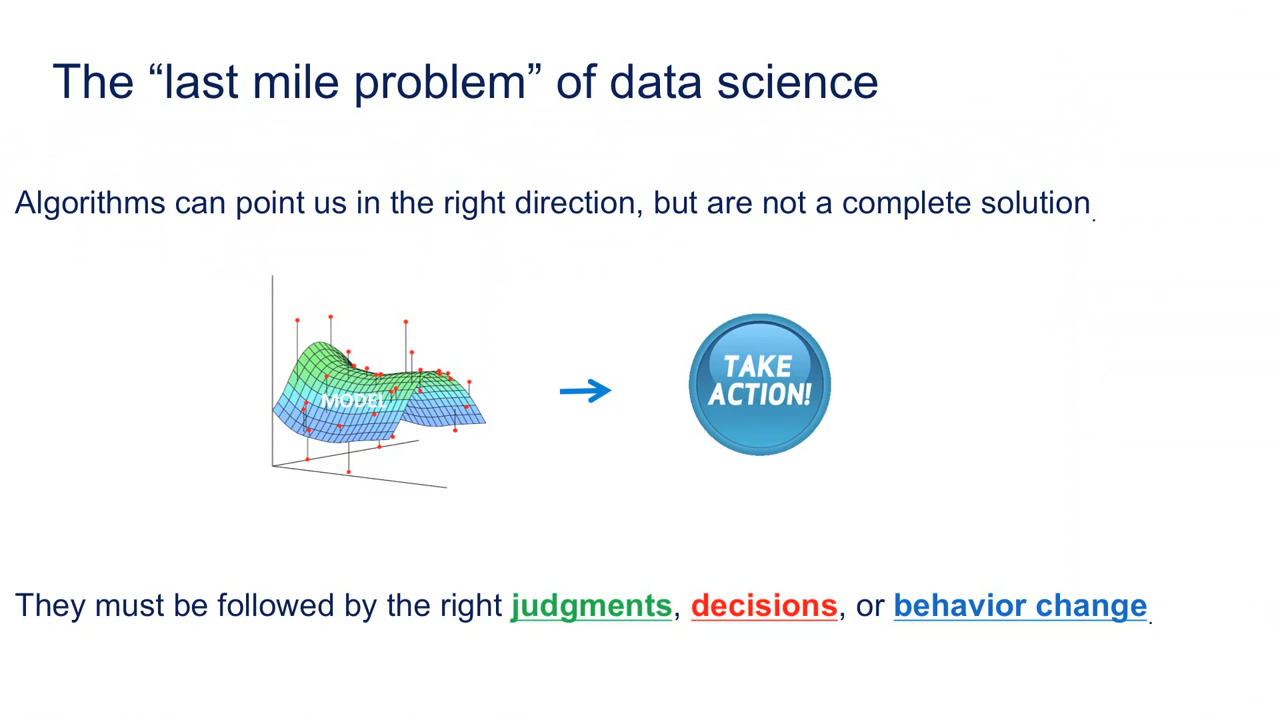 The “last mile problem” of data science
Algorithms can point us in the right direction, but are not a complete solution.
MODEL
TAKE
ACTION!
They must be followed by the right judgments, decisions, or behavior change.